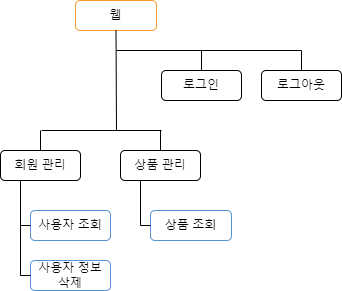 웹
로그인
로그아웃
회원 관리
상품 관리
사용자 조회
상품 조회
사용자 정보
삭제